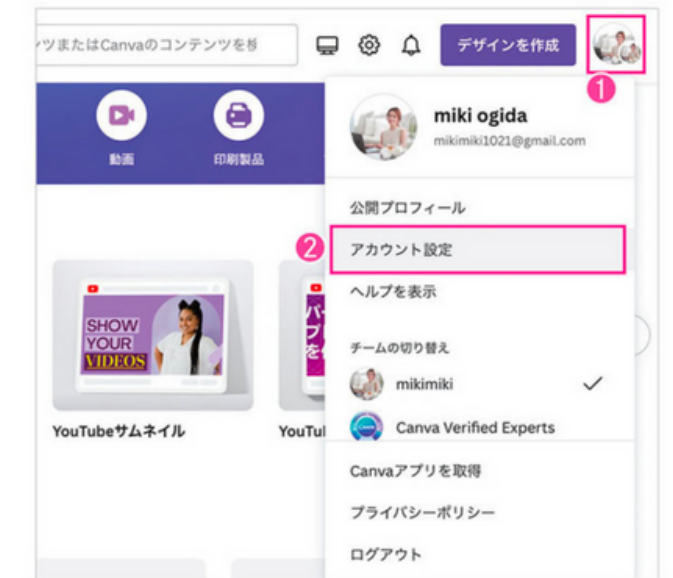 ツまたはCanvaのコンテンツを検
デザインを作成
1
miki ogida
mikimiki1021@gmail.com
動画
印刷製品
公開プロフィール
2
アカウント設定
ヘルプを表示
SHOW
YOUR
VIDEOS
チームの切り替え
mikimiki
Canva Verified Experts
YouTubeサムネイル
YouTu
Canvaアプリを取得
プライバシーポリシー
ログアウト